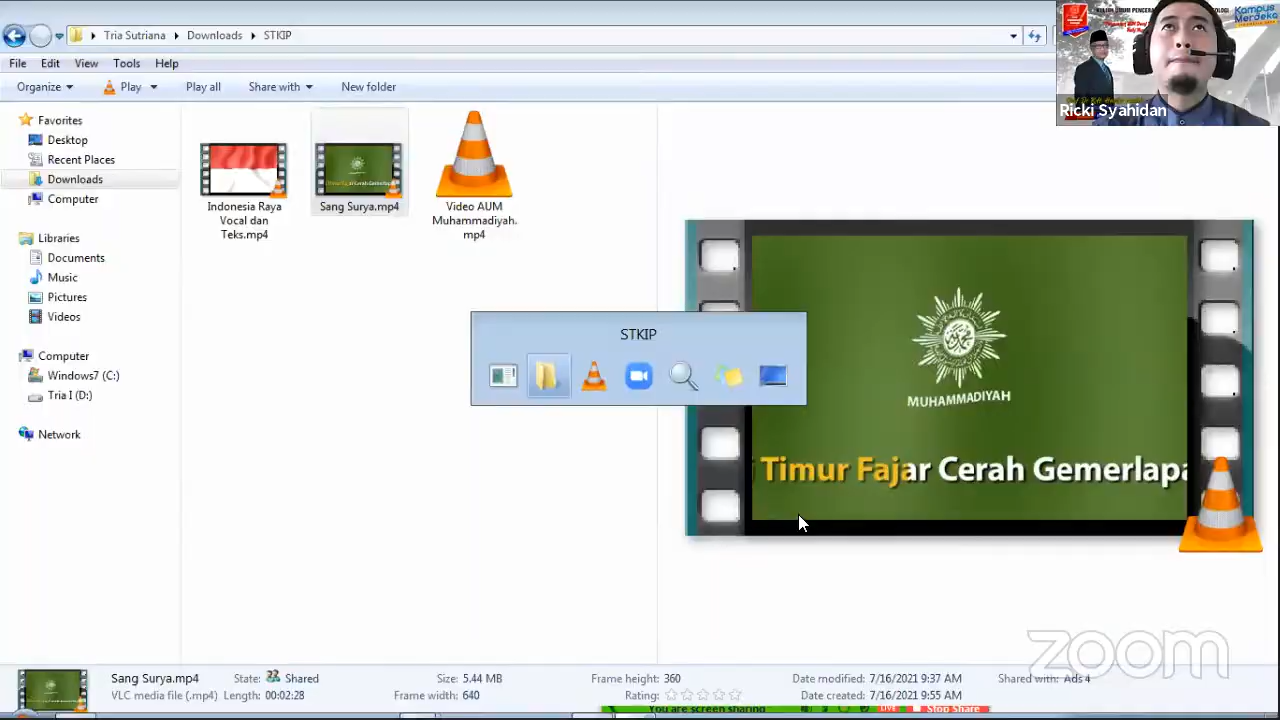 Tria Sutriana
Downloads
STKIP
File Edit View Tools Help
Organize Play Play all Share with New folder
Favorites
Desktop
Recent Places
Downloads
Computer
Libraries
Documents
Music
Pictures
Videos
Computer
Windows7 (C:)
Tria I (D:)
Network
Indonesia Raya
Vocal dan
Teks.mp4
Sang Surya.mp4
Video AUM
Muhammadiyah.
mp4
STKIP
MUHAMMADIYAH
Timur Fajar Cerah Gemerlapa
Kampus
Merdeka
Ricki Syahidan
zoom
Sang Surya.mp4 State: Shared Size: 5.44 MB Frame height: 360 Date modified: 7/16/2021 9:37 AM Shared with: Ads 4
VLC media file (.mp4) Length: 00:02:28 Frame width: 640 Rating: Date created: 7/16/2021 9:55 AM
You are screen sharing LIVE Stop Share